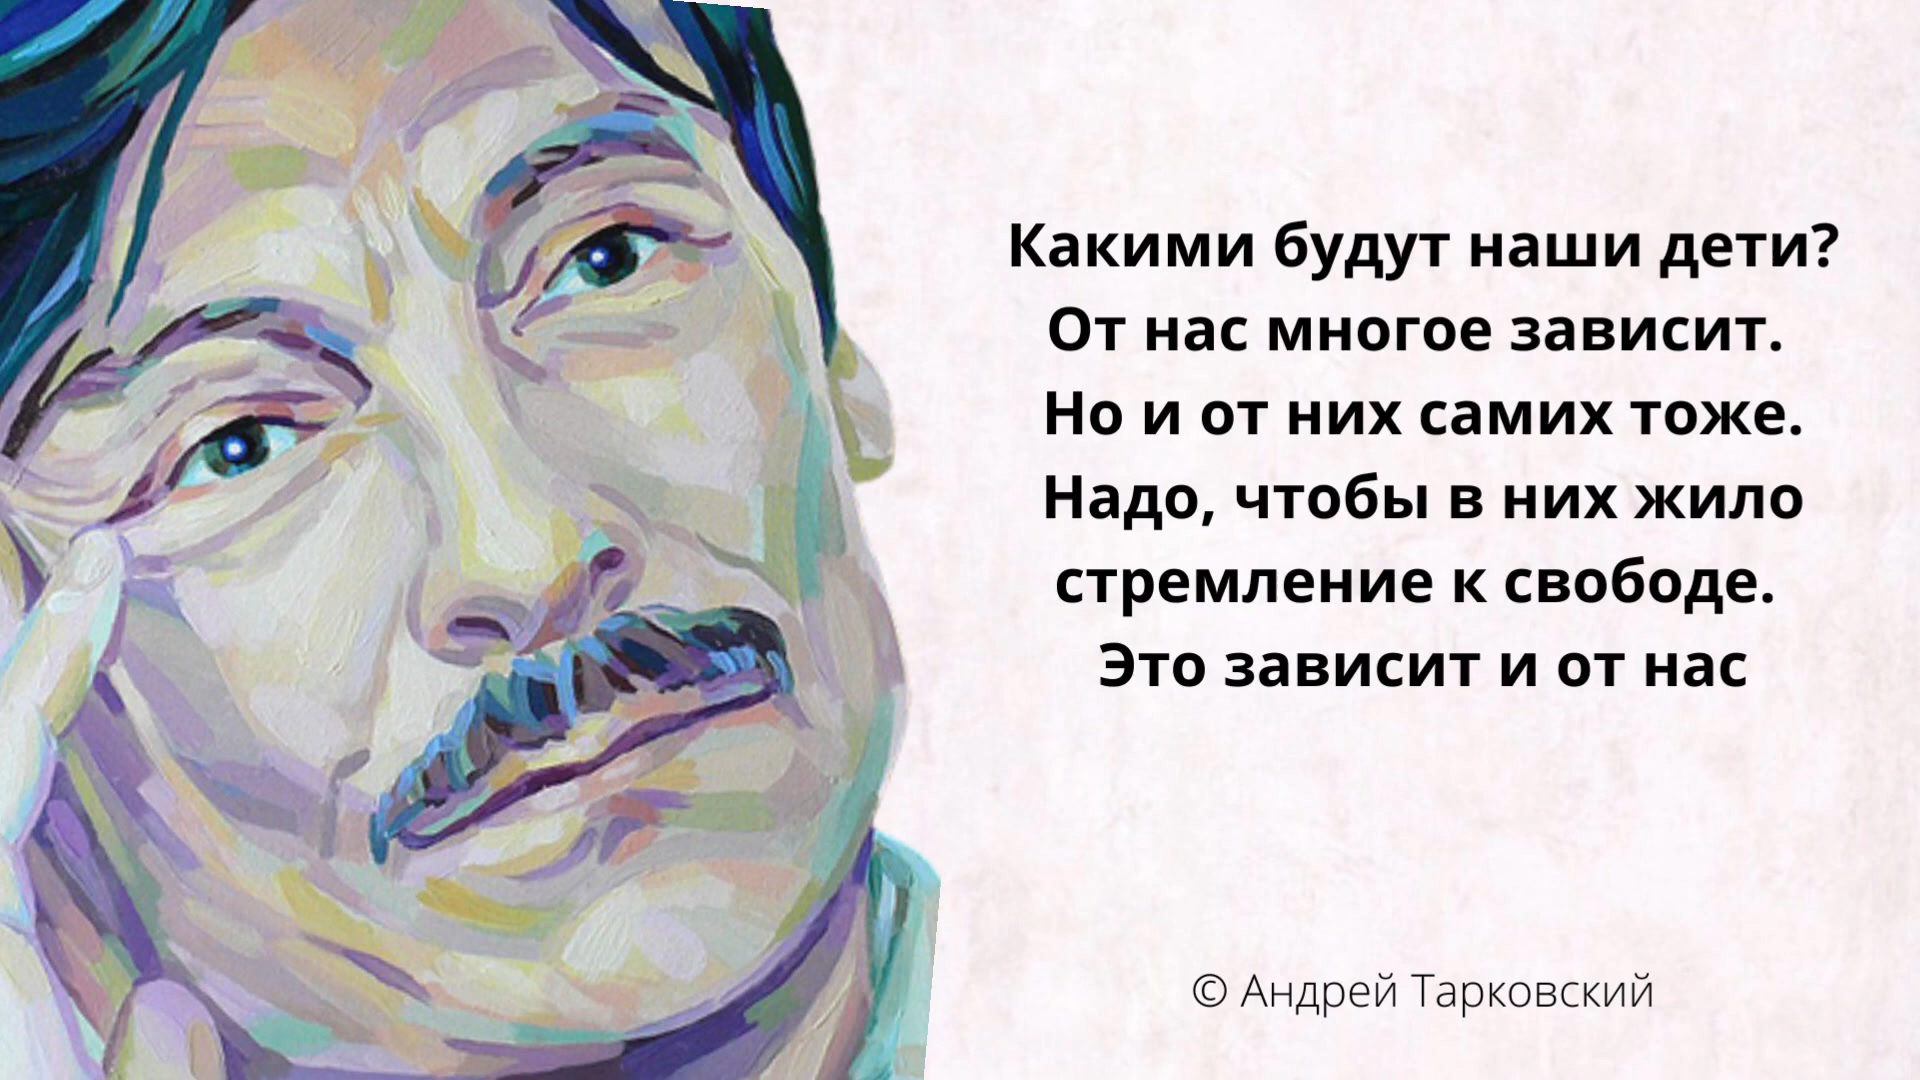 Какими будут наши дети?
От нас многое зависит.
Но и от них самих тоже.
Надо, чтобы в них жило
стремление к свободе.
Это зависит и от нас
© Андрей Тарковский